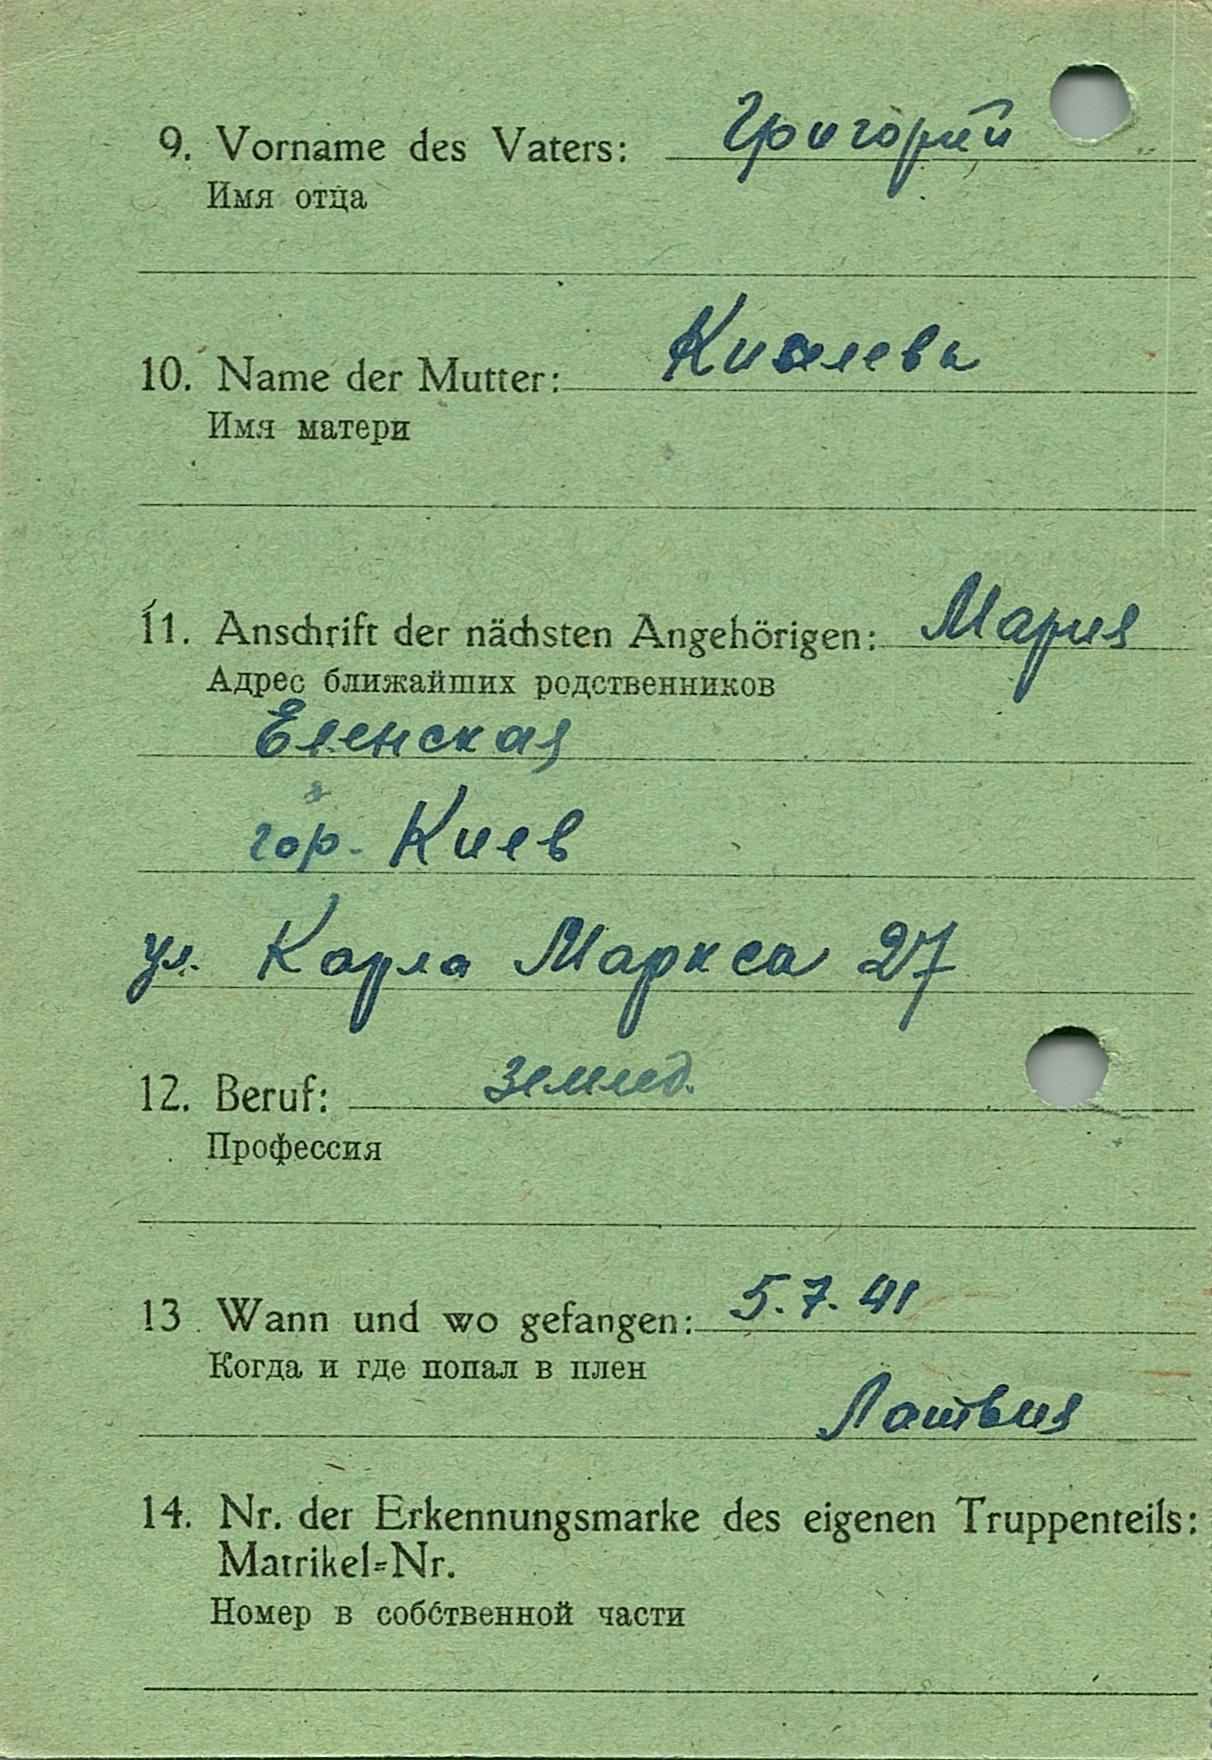 9. Vorname des Vaters: Григорий
Имя отца
10. Name der Mutter: Киселева
Имя матери
11. Anschrift der nächsten Angehörigen: Мария
Адрес ближайших родственников
Еленская
гор. Киев
ул. Карла Маркса 27
12. Beruf: землед.
Профессия
13. Wann und wo gefangen: 5.7.41
Когда и где попал в плен
Латвия
14. Nr. der Erkennungsmarke des eigenen Truppenteils:
Matrikel=Nr.
Номер в собственной части